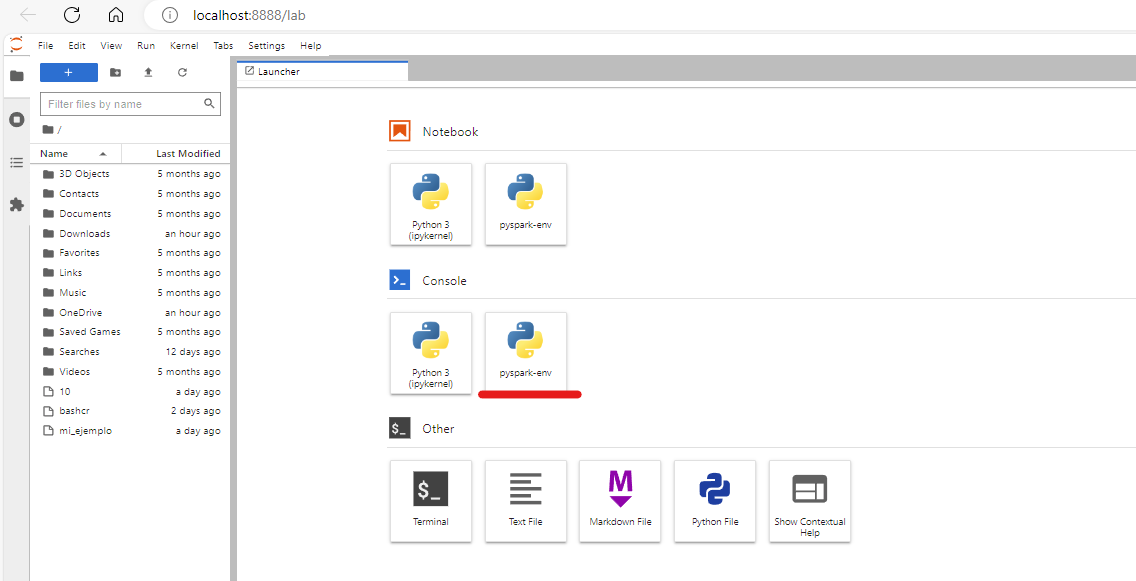 localhost:8888/lab
File Edit View Run Kernel Tabs Settings Help
+
Launcher
Filter files by name
/
Name Last Modified
3D Objects 5 months ago
Contacts 5 months ago
Documents 5 months ago
Downloads an hour ago
Favorites 5 months ago
Links 5 months ago
Music 5 months ago
OneDrive an hour ago
Saved Games 5 months ago
Searches 12 days ago
Videos 5 months ago
10 a day ago
bashcr 2 days ago
mi_ejemplo a day ago
Notebook
Python 3
(ipykernel)
pyspark-env
>_ Console
Python 3
(ipykernel)
pyspark-env
$_ Other
$_
Terminal
Text File
M
Markdown File
Python File
Show Contextual
Help